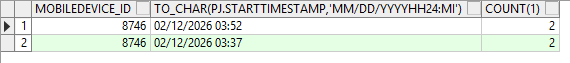 MOBILEDEVICE_ID TO_CHAR(PJ.STARTTIMESTAMP,'MM/DD/YYYYHH24:MI') COUNT(1)
1 8746 02/12/2026 03:52 2
2 8746 02/12/2026 03:37 2